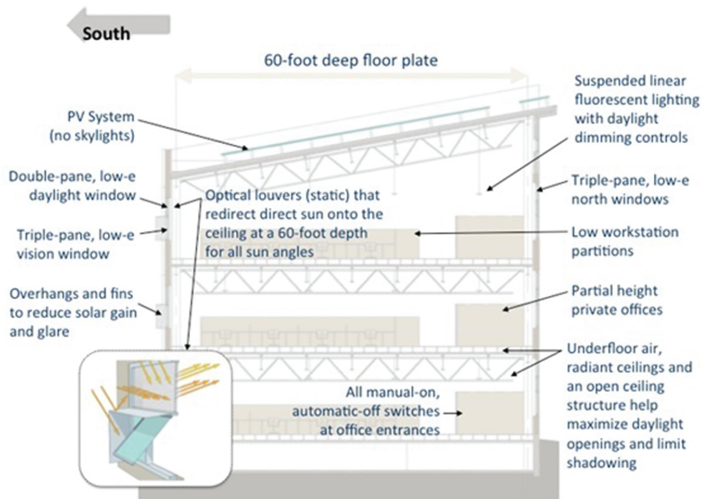 South
60-foot deep floor plate
PV System
(no skylights)
Double-pane, low-e
daylight window
Triple-pane, low-e
vision window
Overhangs and fins
to reduce solar gain
and glare
Optical louvers (static) that
redirect direct sun onto the
ceiling at a 60-foot depth
for all sun angles
All manual-on,
automatic-off switches
at office entrances
Suspended linear
fluorescent lighting
with daylight
dimming controls
Triple-pane, low-e
north windows
Low workstation
partitions
Partial height
private offices
Underfloor air,
radiant ceilings and
an open ceiling
structure help
maximize daylight
openings and limit
shadowing